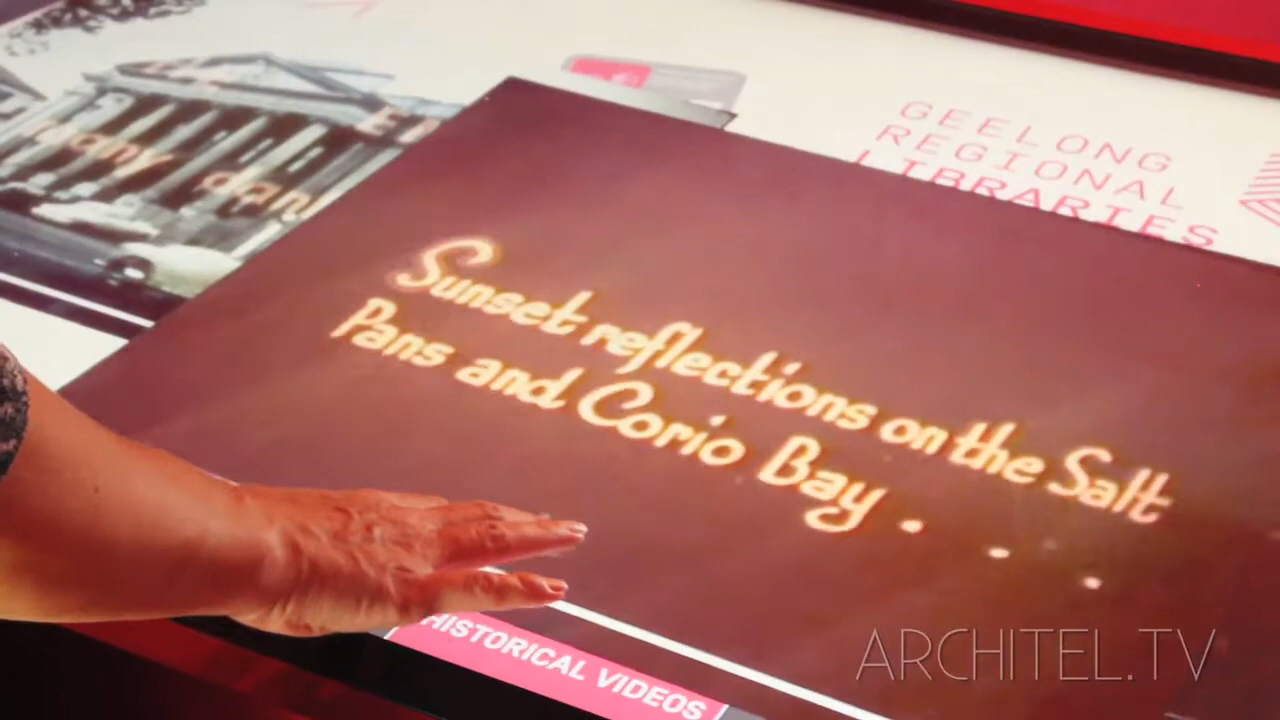 GEELONG
REGIONAL
LIBRARIES
Sunset reflections on the Salt
Pans and Corio Bay . . .
HISTORICAL VIDEOS
ARCHITEL.TV